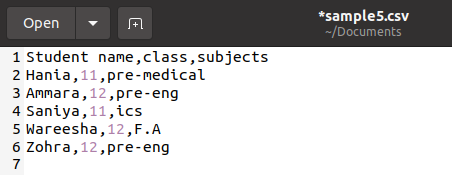 Open
*sample5.csv
~/Documents
1 Student name,class,subjects
2 Hania,11,pre-medical
3 Ammara,12,pre-eng
4 Saniya,11,ics
5 Wareesha,12,F.A
6 Zohra,12,pre-eng
7